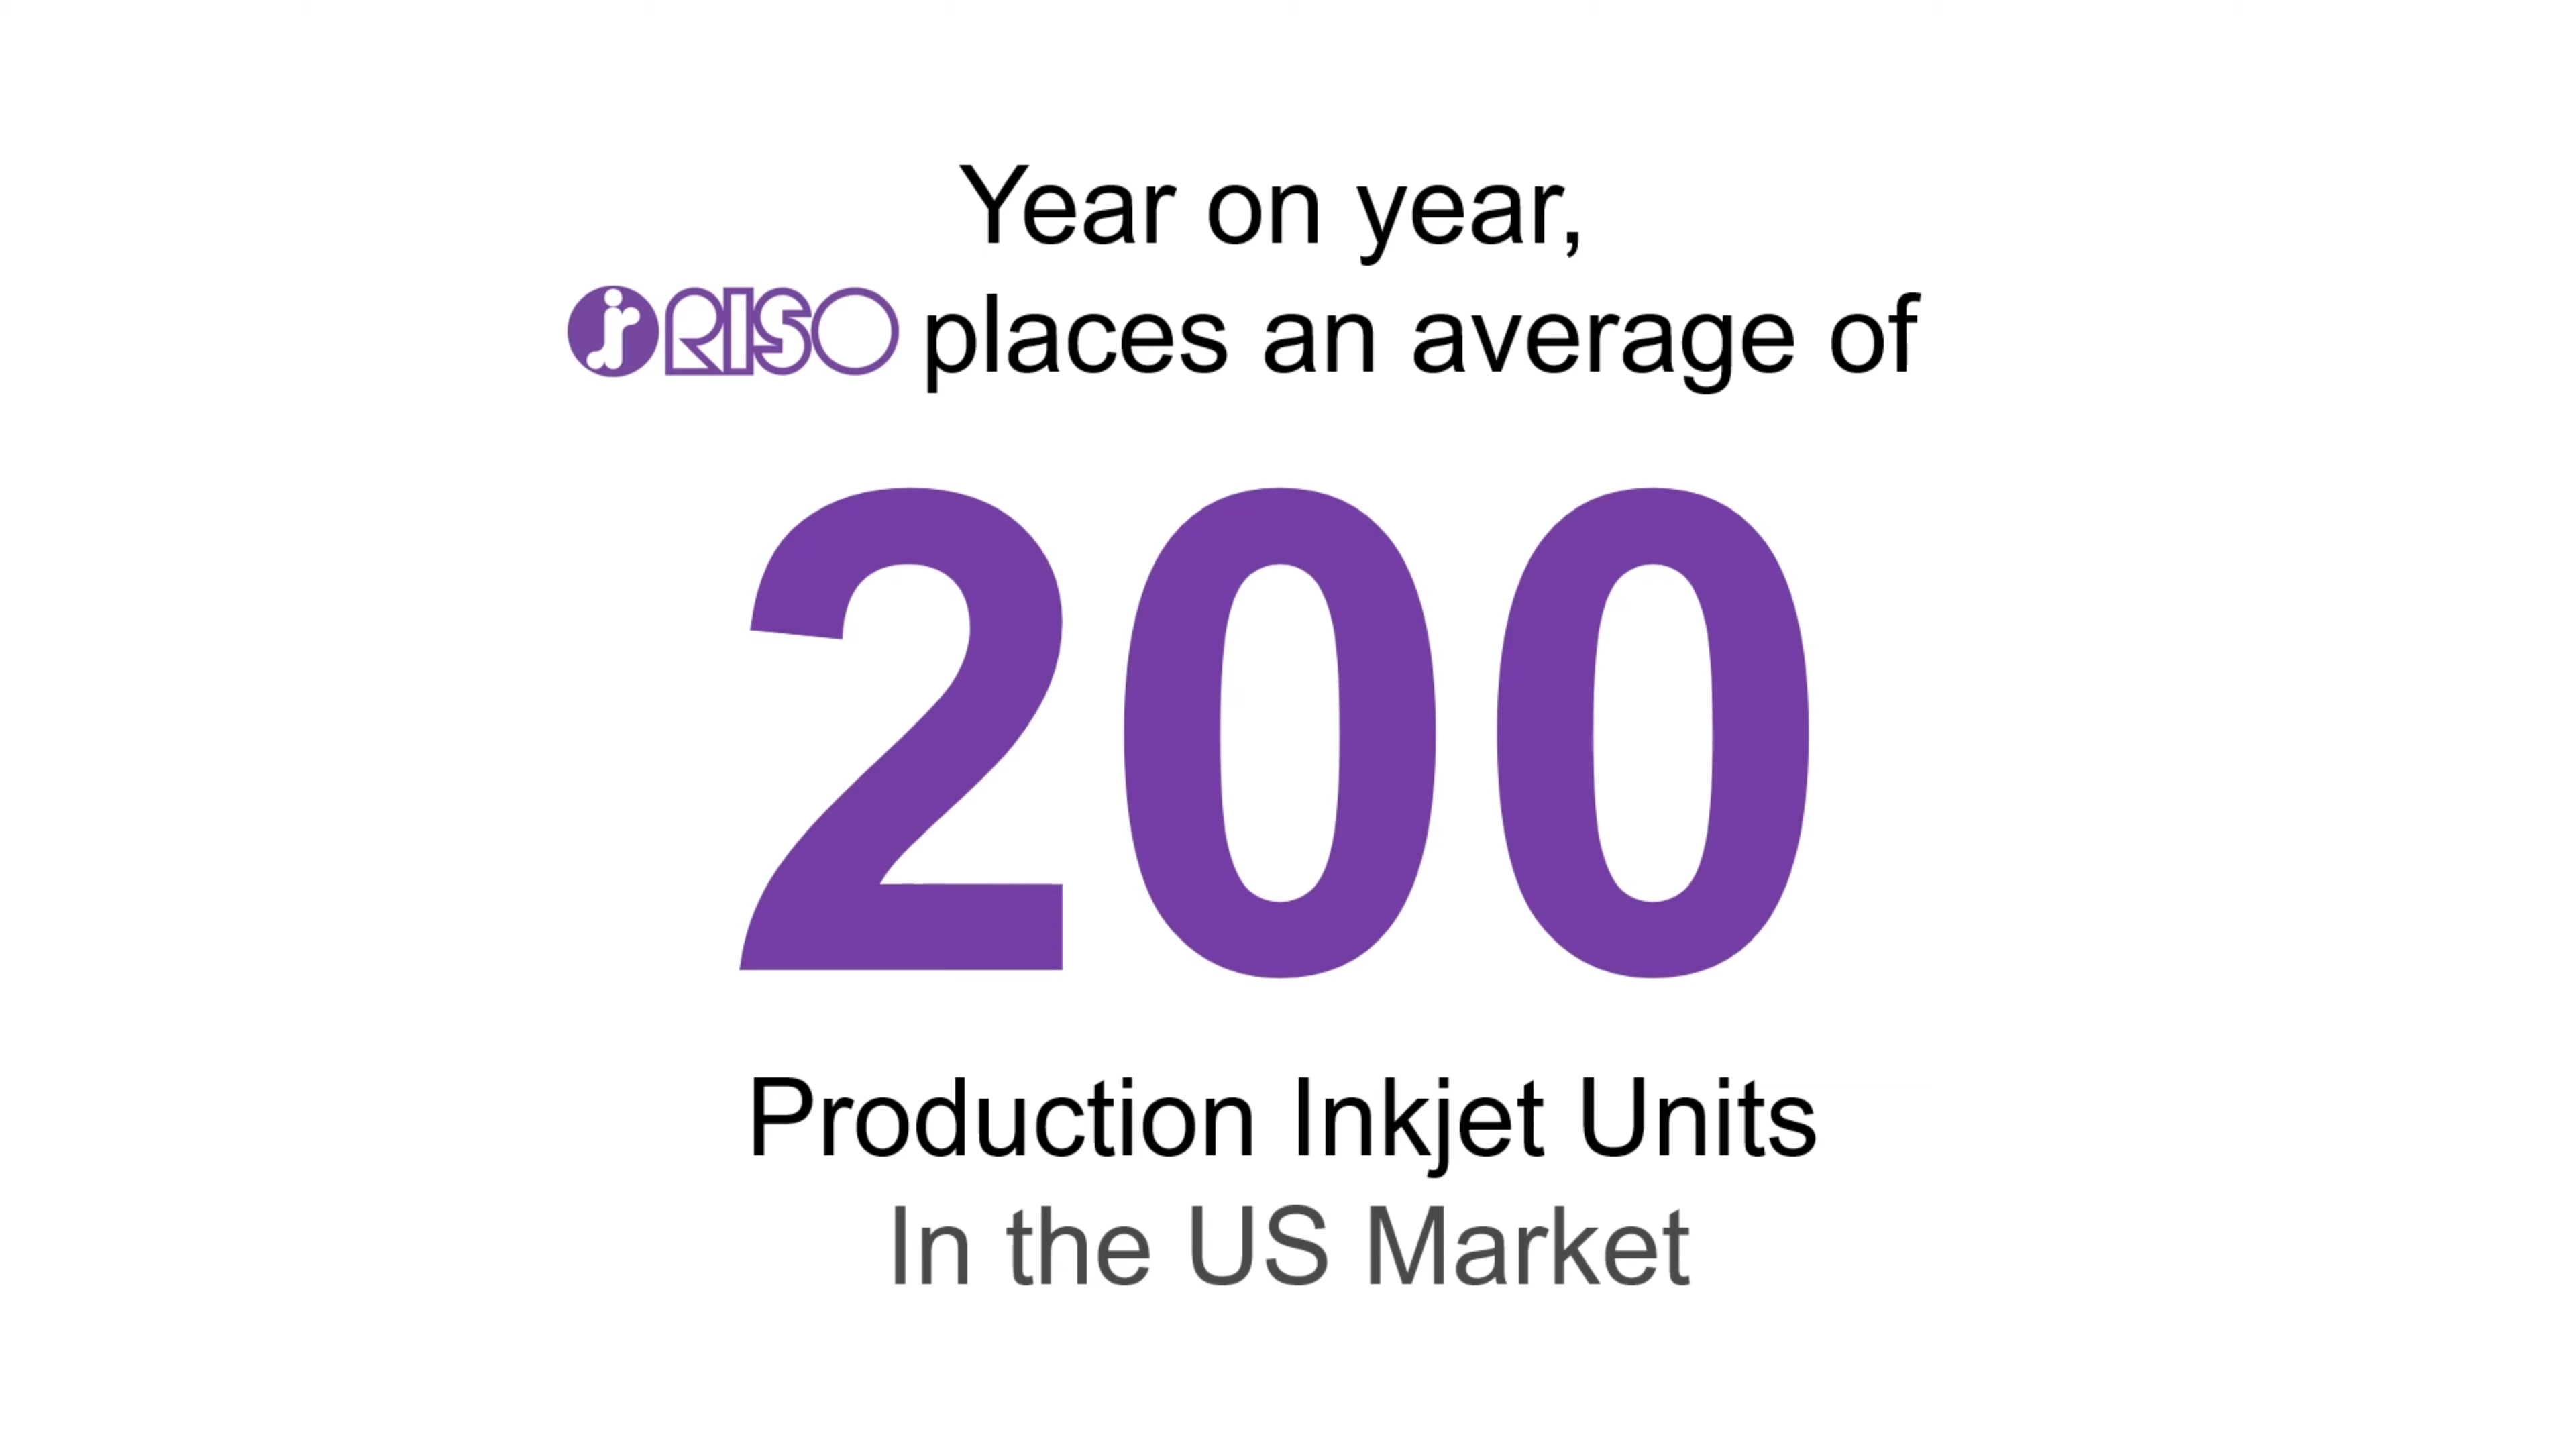 Year on year,
RISO places an average of
200
Production Inkjet Units
In the US Market